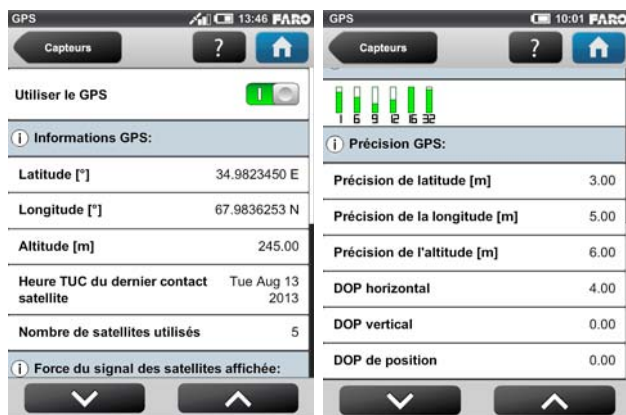 GPS 13:46 FARO
Capteurs ?
Utiliser le GPS
i Informations GPS:
Latitude [°] 34.9823450 E
Longitude [°] 67.9836253 N
Altitude [m] 245.00
Heure TUC du dernier contact satellite Tue Aug 13 2013
Nombre de satellites utilisés 5
i Force du signal des satellites affichée:
GPS 10:01 FARO
Capteurs ?
1 6 9 12 16 32
i Précision GPS:
Précision de latitude [m] 3.00
Précision de la longitude [m] 5.00
Précision de l'altitude [m] 6.00
DOP horizontal 4.00
DOP vertical 0.00
DOP de position 0.00